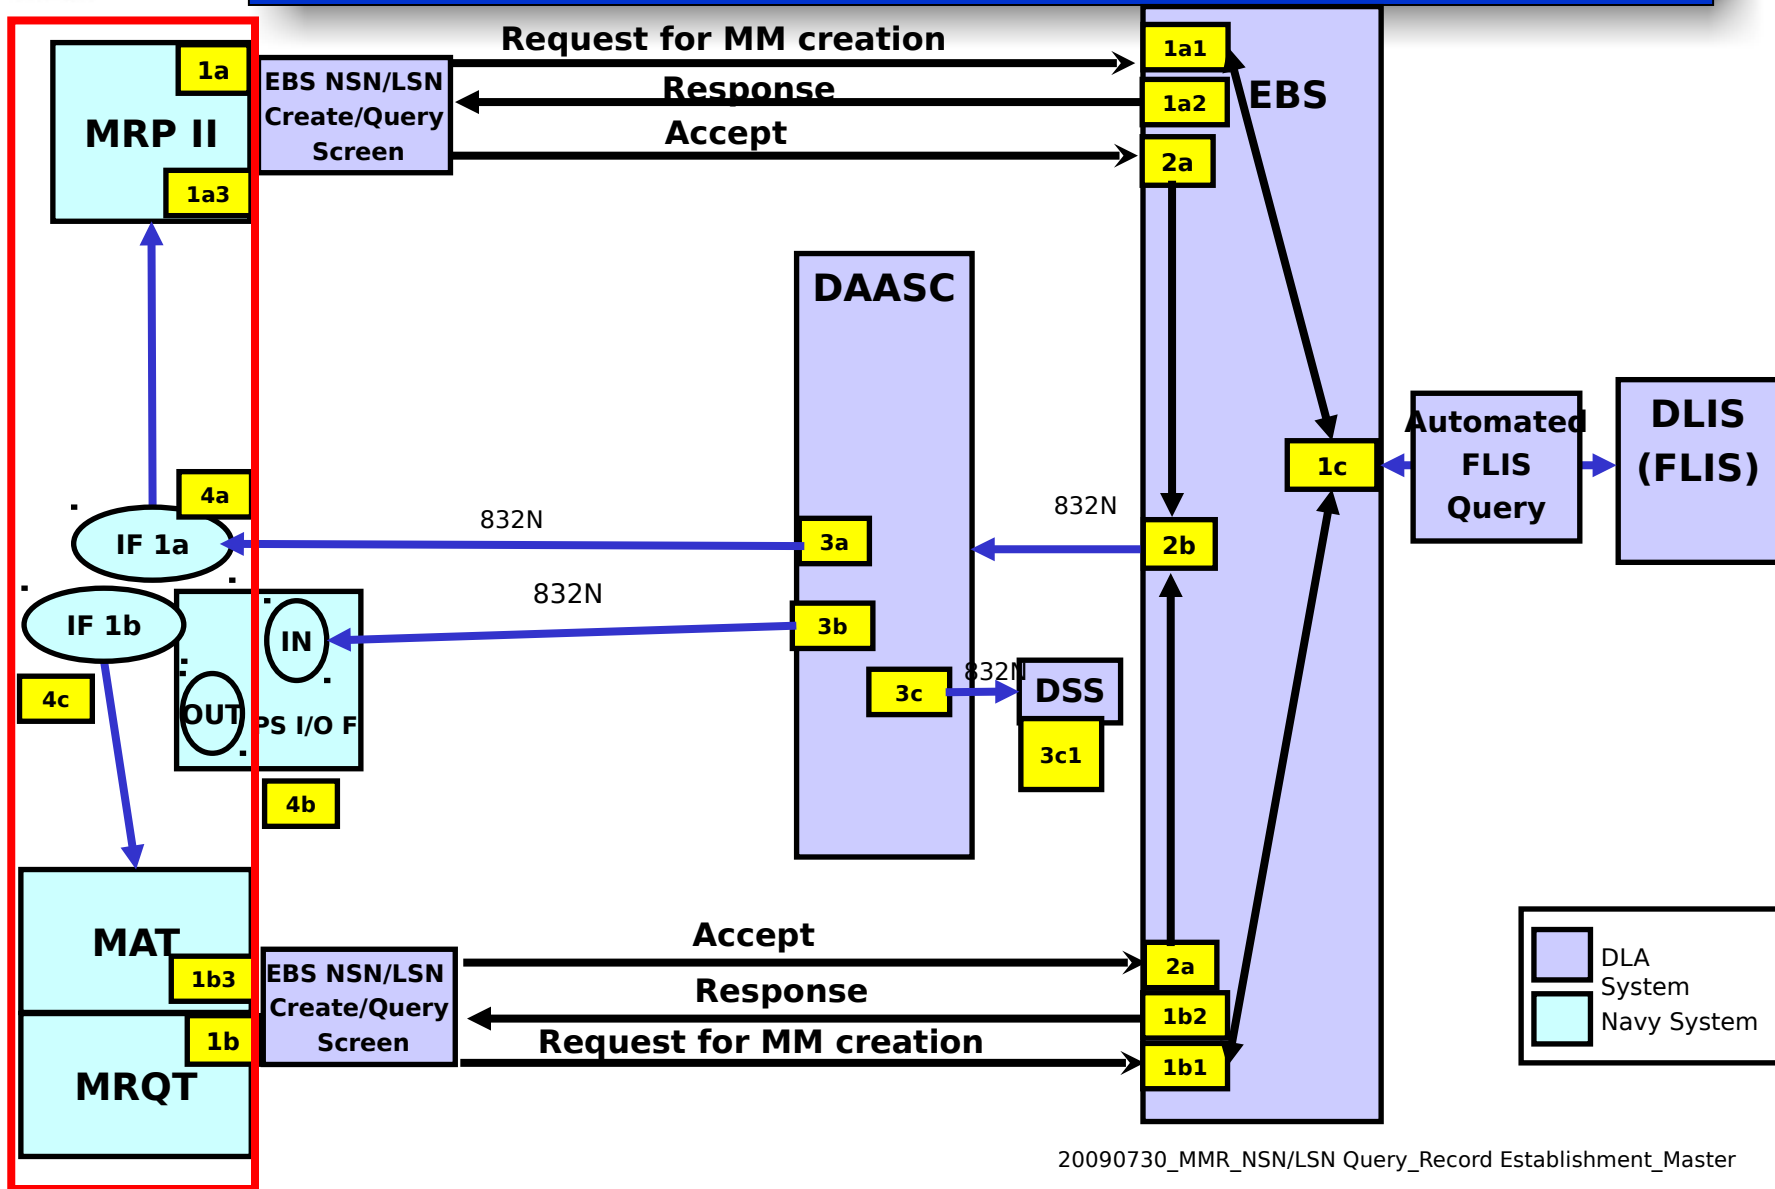 Request for MM creation
1a1
1a
EBS NSN/LSN
Create/Query
Screen
Response
1a2
EBS
MRP II
Accept
2a
1a3
DAASC
Automated
FLIS
Query
DLIS
(FLIS)
1c
4a
832N
832N
IF 1a
3a
2b
832N
IF 1b
IN
3b
832N
4c
3c
DSS
OUT
PS I/O F
3c1
4b
Accept
MAT
1b3
EBS NSN/LSN
Create/Query
Screen
2a
Response
1b2
1b
Request for MM creation
1b1
MRQT
DLA
System
Navy System
20090730_MMR_NSN/LSN Query_Record Establishment_Master